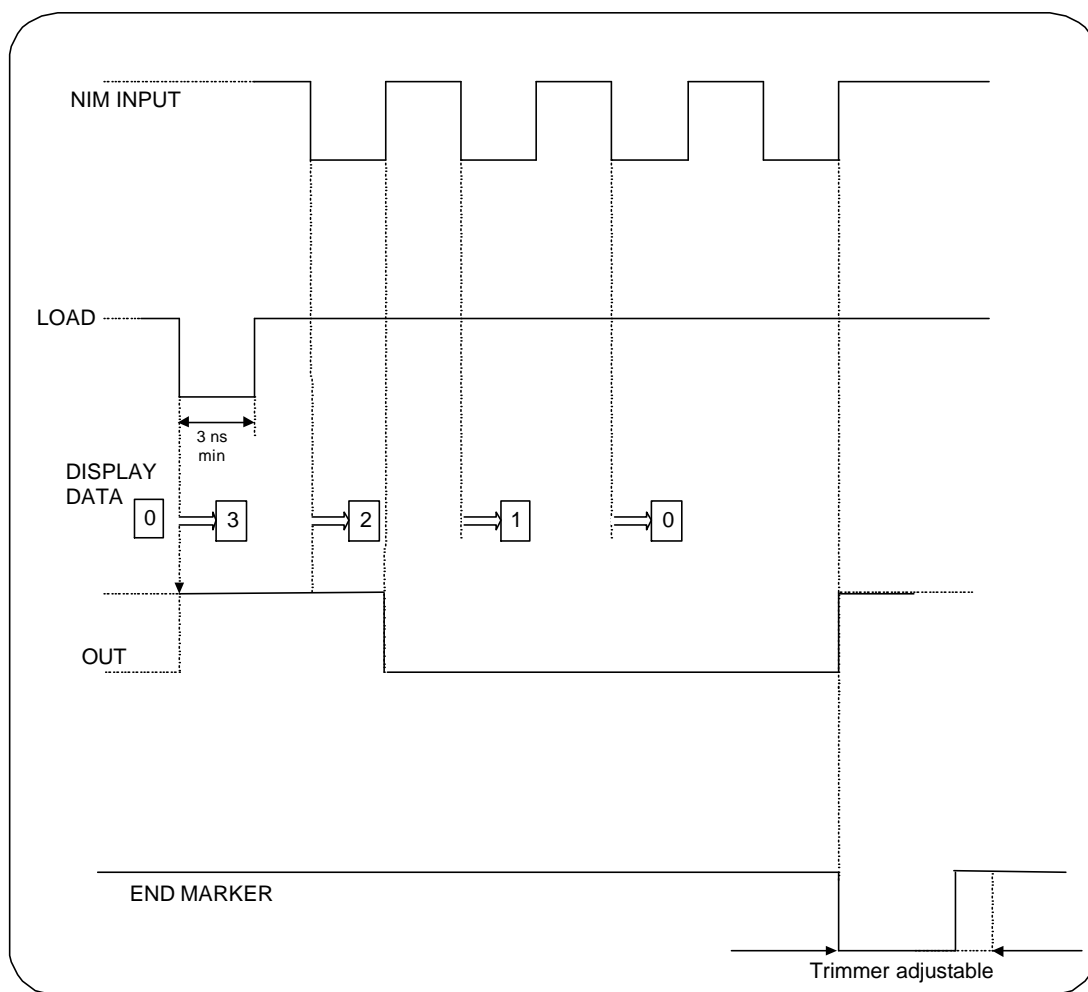 NIM INPUT
LOAD
3 ns
min
DISPLAY
DATA
0 3 2 1 0
OUT
END MARKER
Trimmer adjustable